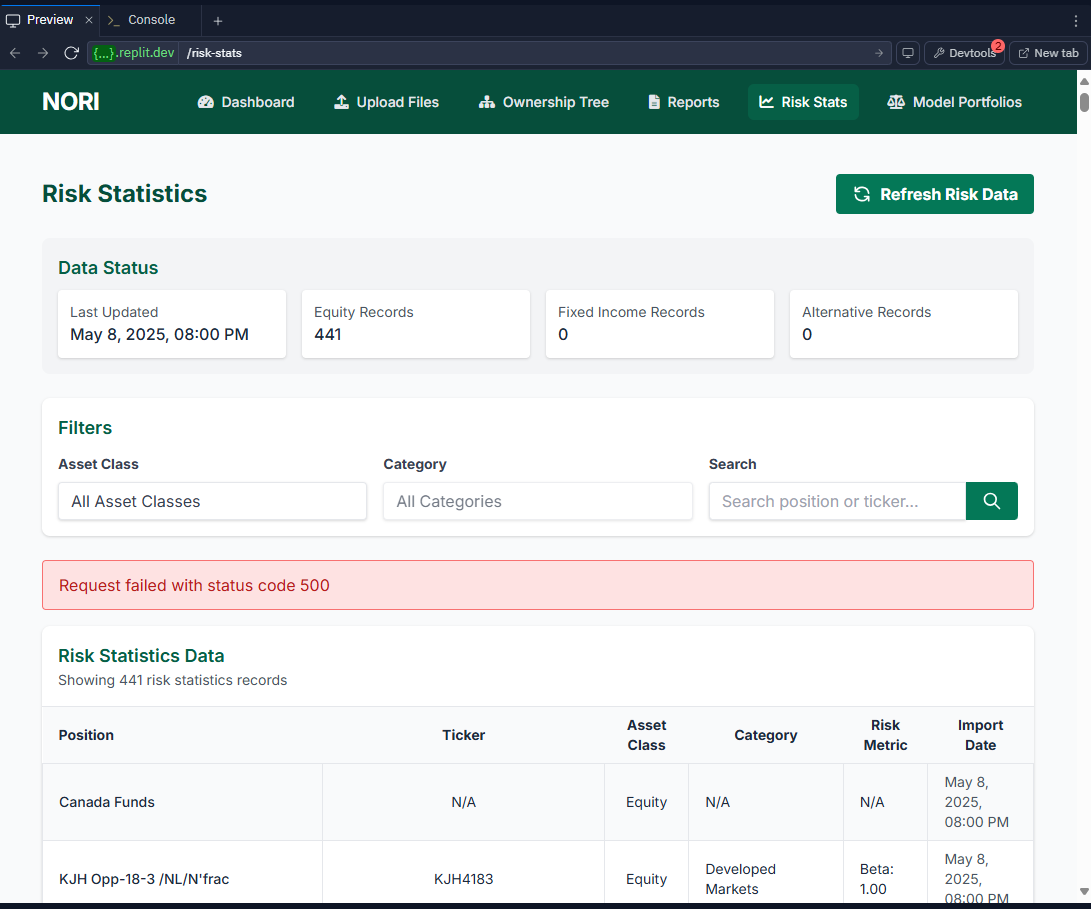 Preview × >_ Console +
{...}.replit.dev /risk-stats Devtools 2 New tab
NORI Dashboard Upload Files Ownership Tree Reports Risk Stats Model Portfolios
Risk Statistics
Refresh Risk Data
Data Status
Last Updated
May 8, 2025, 08:00 PM
Equity Records
441
Fixed Income Records
0
Alternative Records
0
Filters
Asset Class
All Asset Classes
Category
All Categories
Search
Search position or ticker...
Request failed with status code 500
Risk Statistics Data
Showing 441 risk statistics records
Position
Ticker
Asset
Class
Category
Risk
Metric
Import
Date
Canada Funds
N/A
Equity
N/A
N/A
May 8,
2025,
08:00 PM
KJH Opp-18-3 /NL/N'frac
KJH4183
Equity
Developed
Markets
Beta:
1.00
May 8,
2025,
08:00 PM